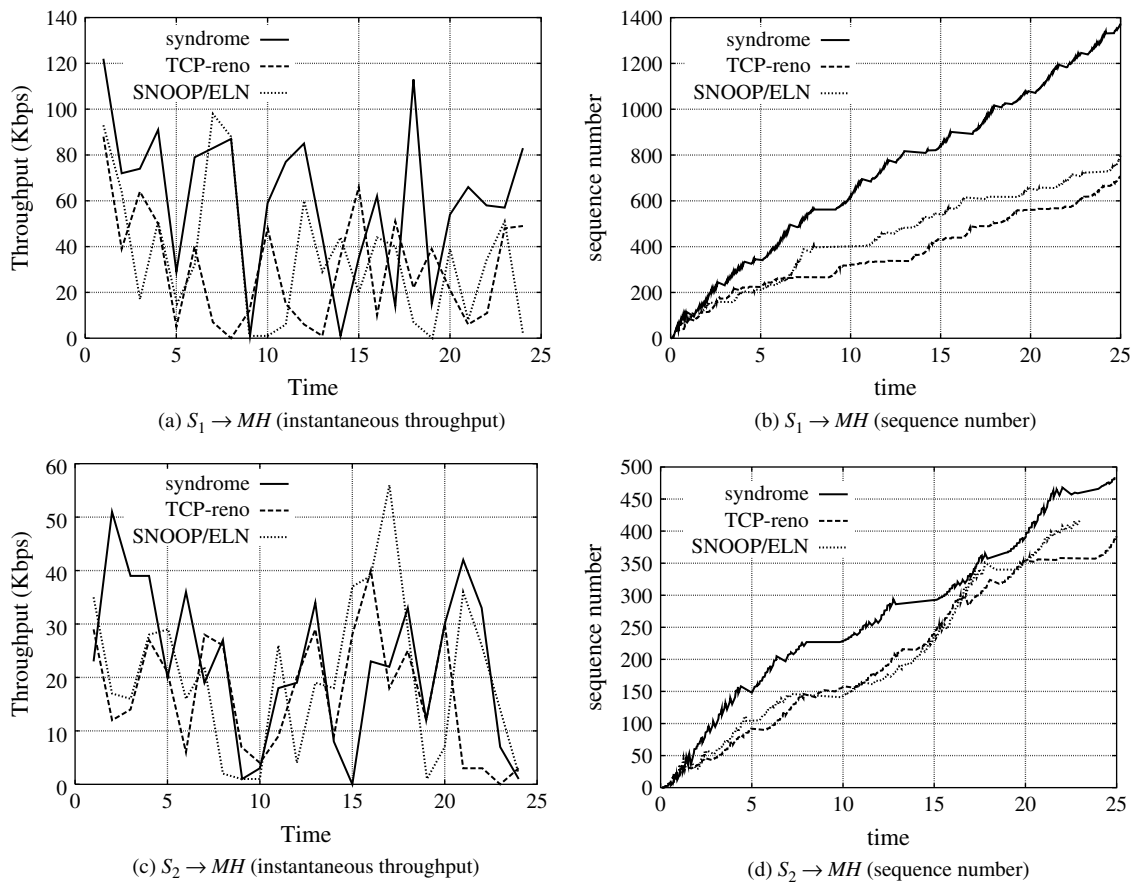 140
120
100
80
60
40
20
0
0 5 10 15 20 25
Throughput (Kbps)
Time
syndrome
TCP-reno
SNOOP/ELN
(a) S1 → MH (instantaneous throughput)
1400
1200
1000
800
600
400
200
0
0 5 10 15 20 25
sequence number
time
syndrome
TCP-reno
SNOOP/ELN
(b) S1 → MH (sequence number)
60
50
40
30
20
10
0
0 5 10 15 20 25
Throughput (Kbps)
Time
syndrome
TCP-reno
SNOOP/ELN
(c) S2 → MH (instantaneous throughput)
500
450
400
350
300
250
200
150
100
50
0
0 5 10 15 20 25
sequence number
time
syndrome
TCP-reno
SNOOP/ELN
(d) S2 → MH (sequence number)